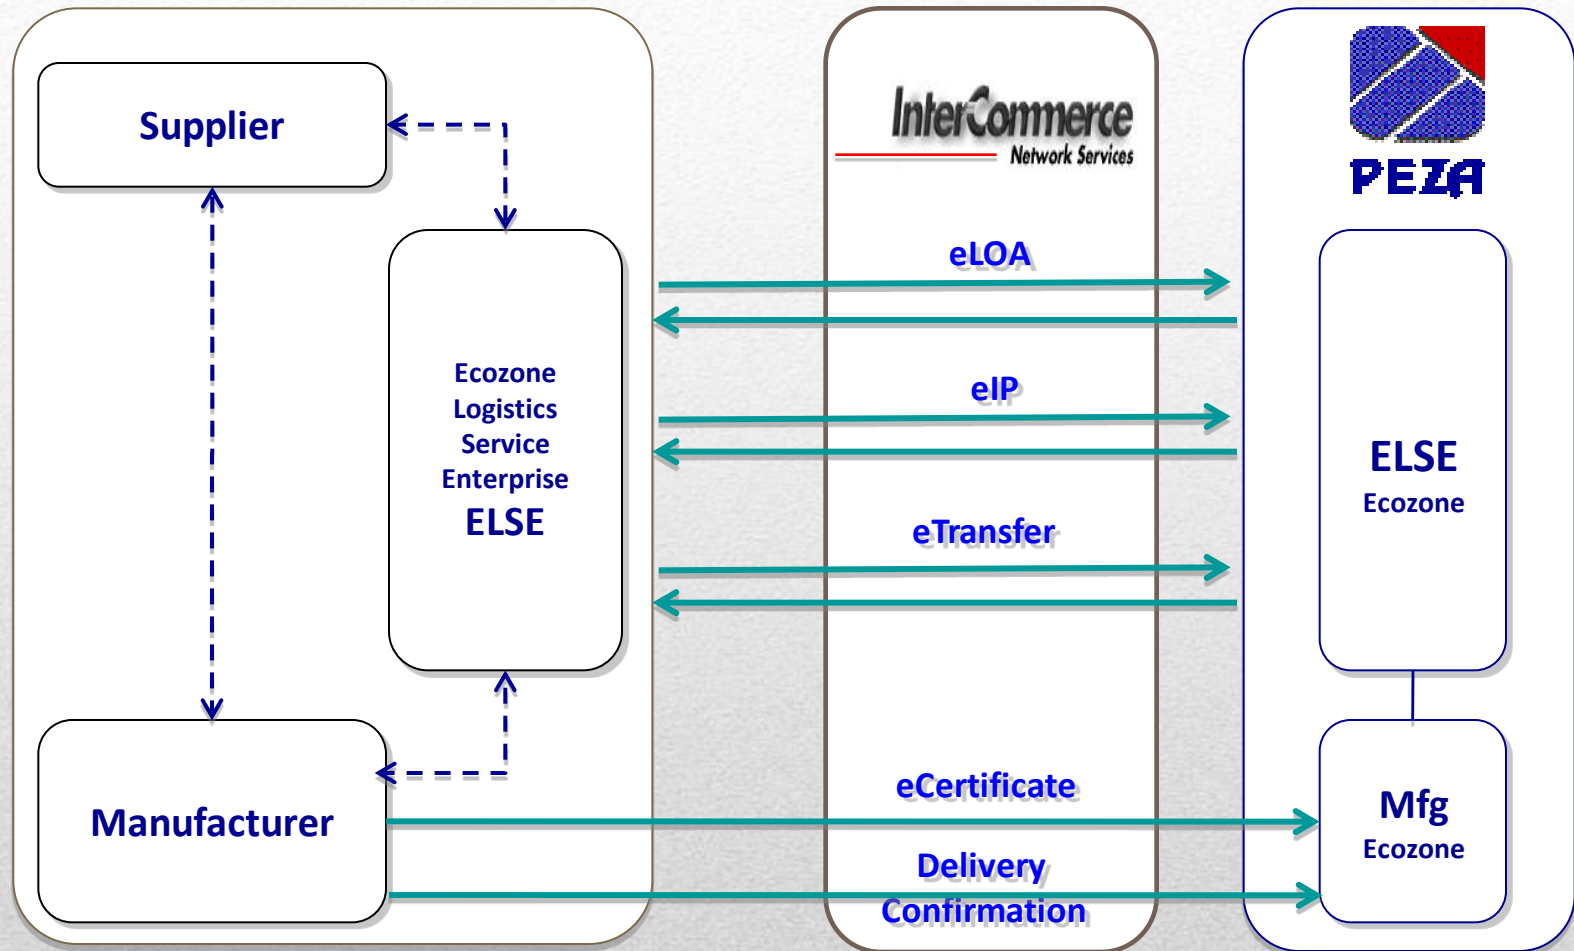 Supplier
Ecozone
Logistics
Service
Enterprise
ELSE
Manufacturer
InterCommerce
Network Services
eLOA
eIP
eTransfer
eCertificate
Delivery
Confirmation
PEZA
ELSE
Ecozone
Mfg
Ecozone